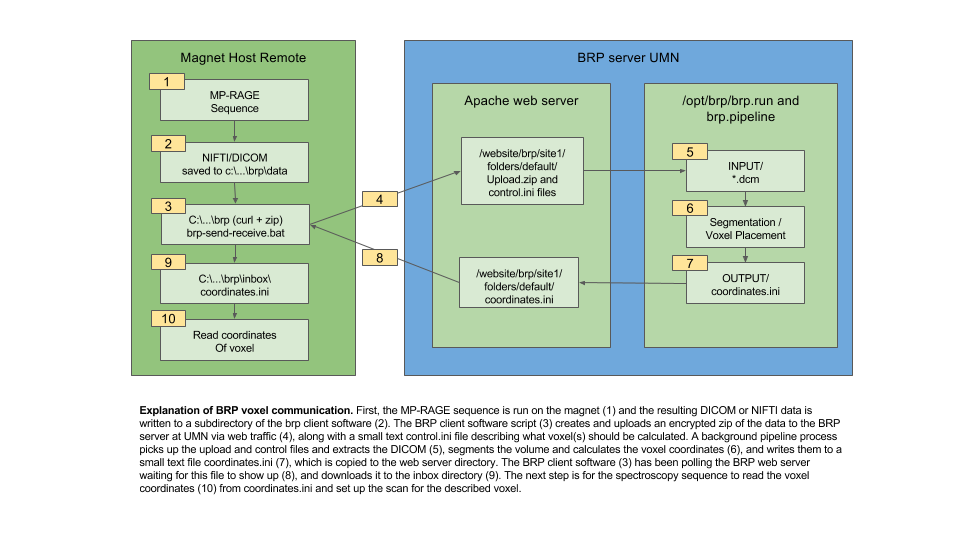 Magnet Host Remote
1
MP-RAGE
Sequence
2
NIFTI/DICOM
saved to c:\...\brp\data
3
C:\...\brp (curl + zip)
brp-send-receive.bat
9
C:\...\brp\inbox\
coordinates.ini
10
Read coordinates
Of voxel
4
8
BRP server UMN
Apache web server
/website/brp/site1/
folders/default/
Upload.zip and
control.ini files
/website/brp/site1/
folders/default/
coordinates.ini
/opt/brp/brp.run and
brp.pipeline
5
INPUT/
*.dcm
6
Segmentation /
Voxel Placement
7
OUTPUT/
coordinates.ini
Explanation of BRP voxel communication. First, the MP-RAGE sequence is run on the magnet (1) and the resulting DICOM or NIFTI data is
written to a subdirectory of the brp client software (2). The BRP client software script (3) creates and uploads an encrypted zip of the data to the BRP
server at UMN via web traffic (4), along with a small text control.ini file describing what voxel(s) should be calculated. A background pipeline process
picks up the upload and control files and extracts the DICOM (5), segments the volume and calculates the voxel coordinates (6), and writes them to a
small text file coordinates.ini (7), which is copied to the web server directory. The BRP client software (3) has been polling the BRP web server
waiting for this file to show up (8), and downloads it to the inbox directory (9). The next step is for the spectroscopy sequence to read the voxel
coordinates (10) from coordinates.ini and set up the scan for the described voxel.